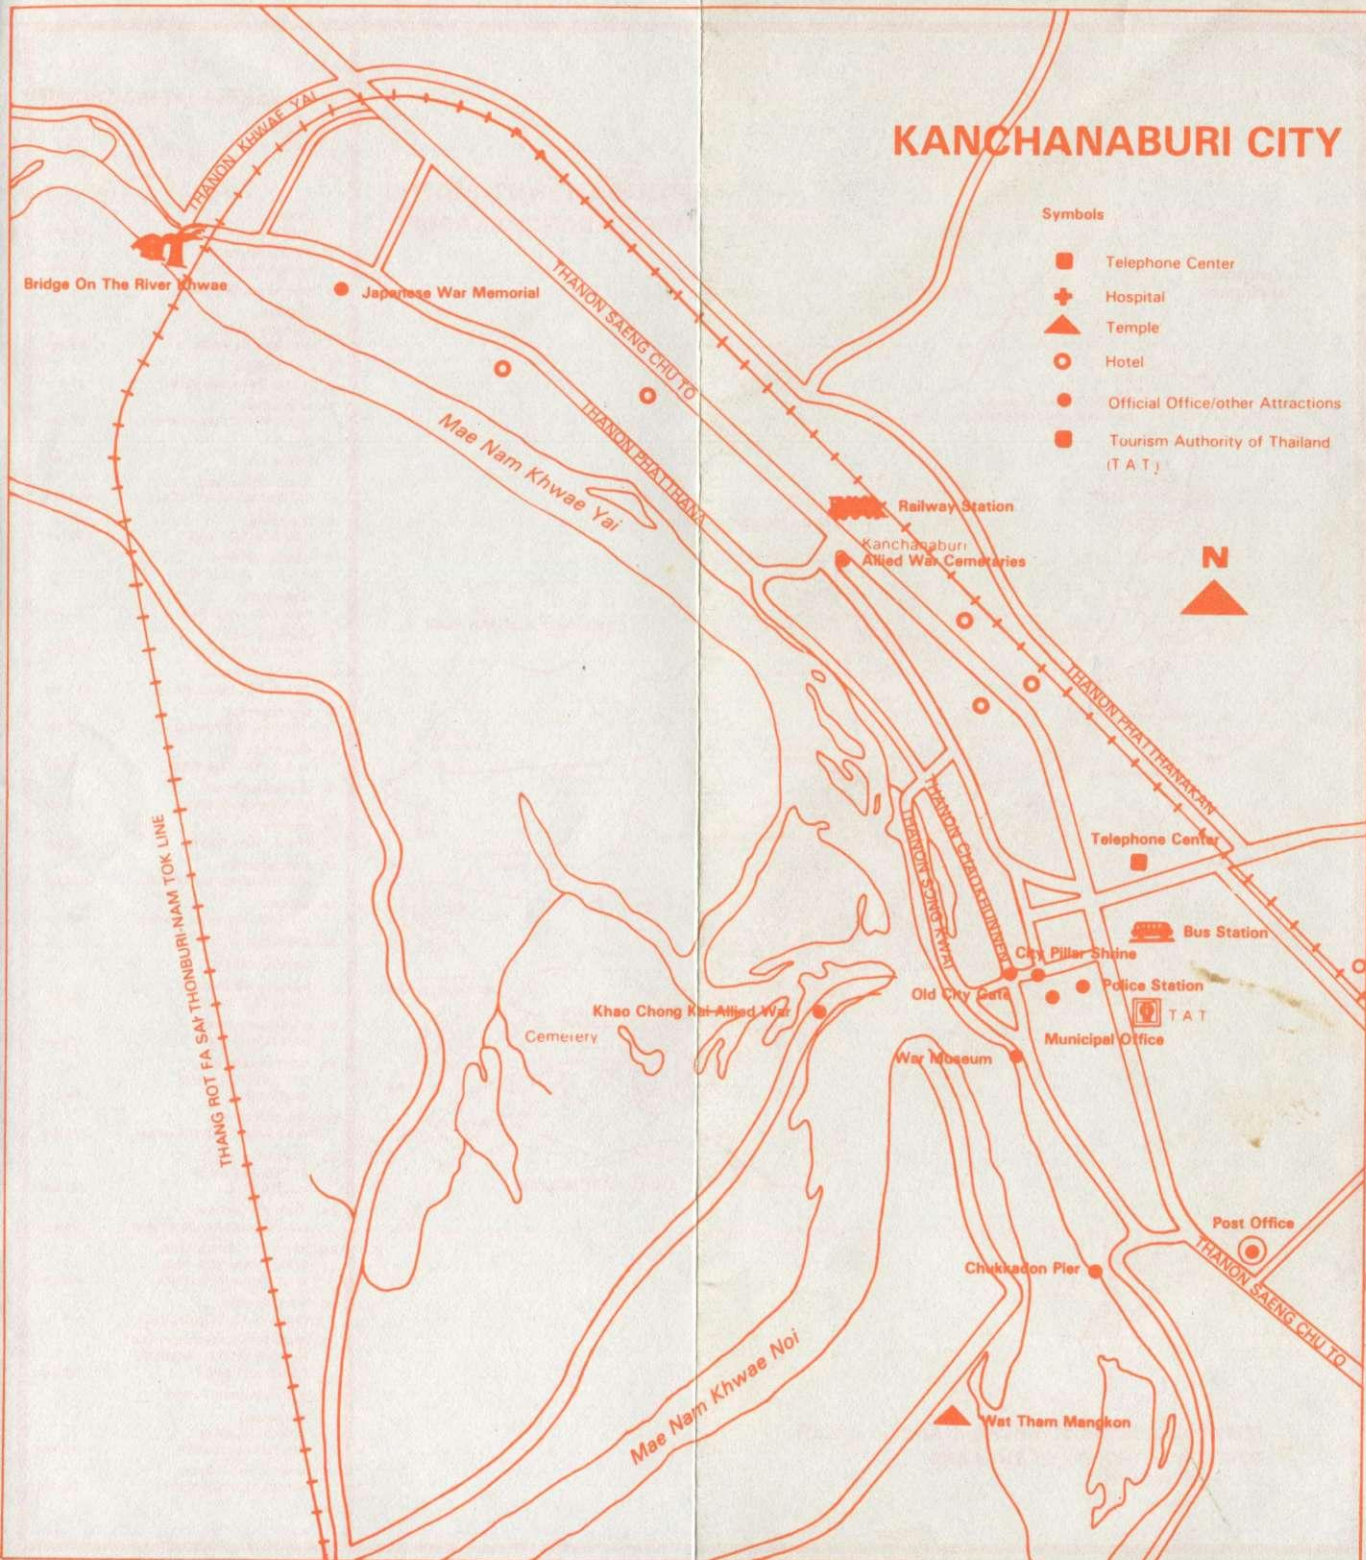 KANCHANABURI CITY
Symbols
Telephone Center
Hospital
Temple
Hotel
Official Office/other Attractions
Tourism Authority of Thailand
(T A T)
N
THANON KHWAE YAI
Bridge On The River Khwae
Japanese War Memorial
THANON SAENG CHU TO
THANON PHATTHANA
Mae Nam Khwae Yai
Railway Station
Kanchanaburi
Allied War Cemetaries
THANON PHATTHANAKAN
THANON CHAOKHUNNEN
THANON SONG KWAI
Telephone Center
Bus Station
City Pillar Shrine
Old City Gate
Police Station
T A T
Municipal Office
War Museum
Khao Chong Kai Allied War
Cemetery
THANG ROT FA SAI THONBURI-NAM TOK LINE
Post Office
THANON SAENG CHU TO
Chukkadon Pier
Mae Nam Khwae Noi
Wat Tham Mangkon